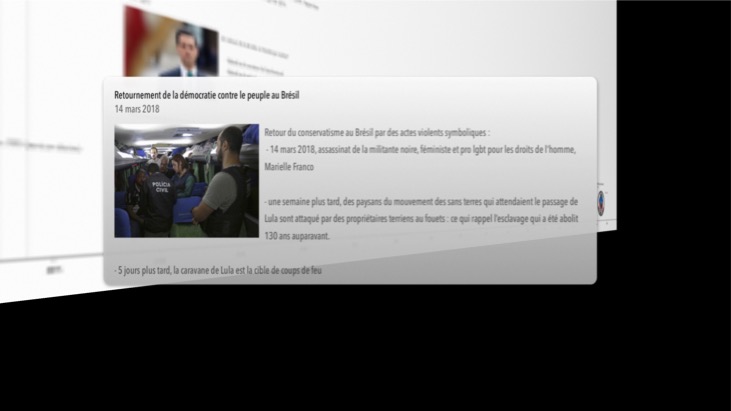 Retournement de la démocratie contre le peuple au Brésil
14 mars 2018
POLICIA
CIVIL
Retour du conservatisme au Brésil par des actes violents symboliques :
- 14 mars 2018, assassinat de la militante noire, féministe et pro lgbt pour les droits de l'homme,
Marielle Franco
- une semaine plus tard, des paysans du mouvement des sans terres qui attendaient le passage de
Lula sont attaqué par des propriétaires terriens au fouets : ce qui rappel l'esclavage qui a été abolit
130 ans auparavant.
- 5 jours plus tard, la caravane de Lula est la cible de coups de feu